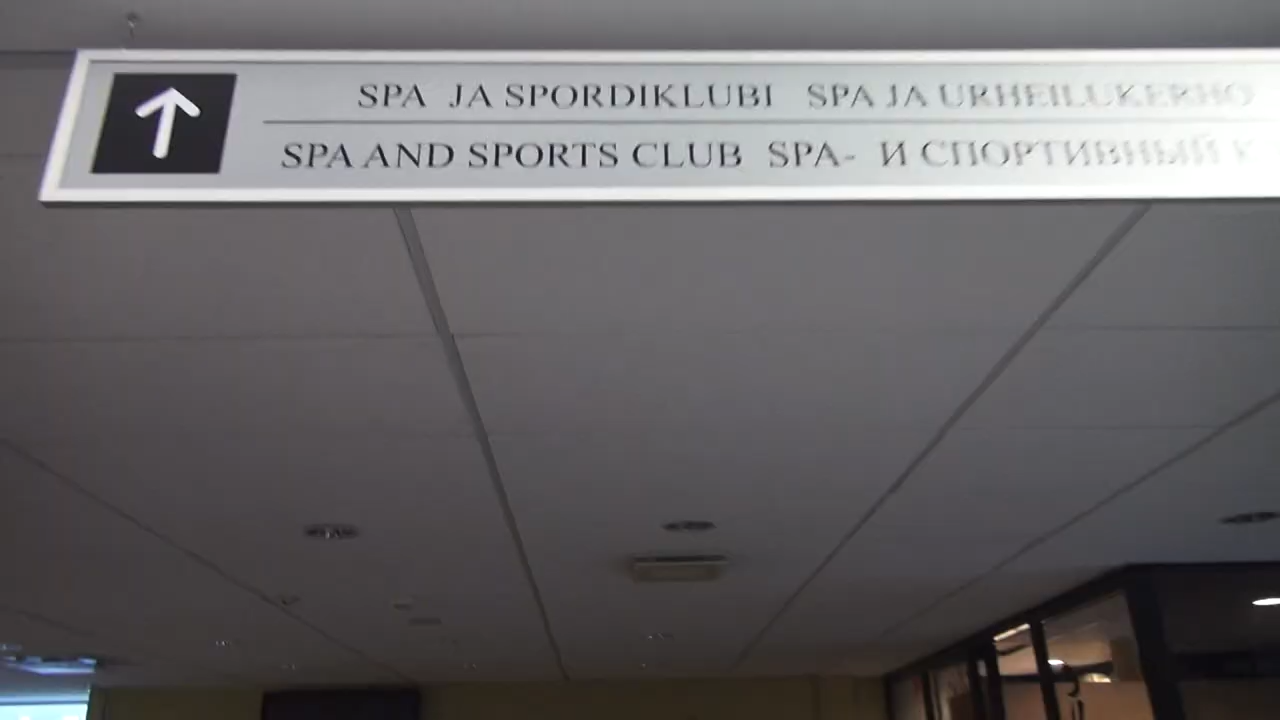 SPA JA SPORDIKLUBI SPA JA URHEILUKERHO
SPA AND SPORTS CLUB SPA- И СПОРТИВНЫЙ К